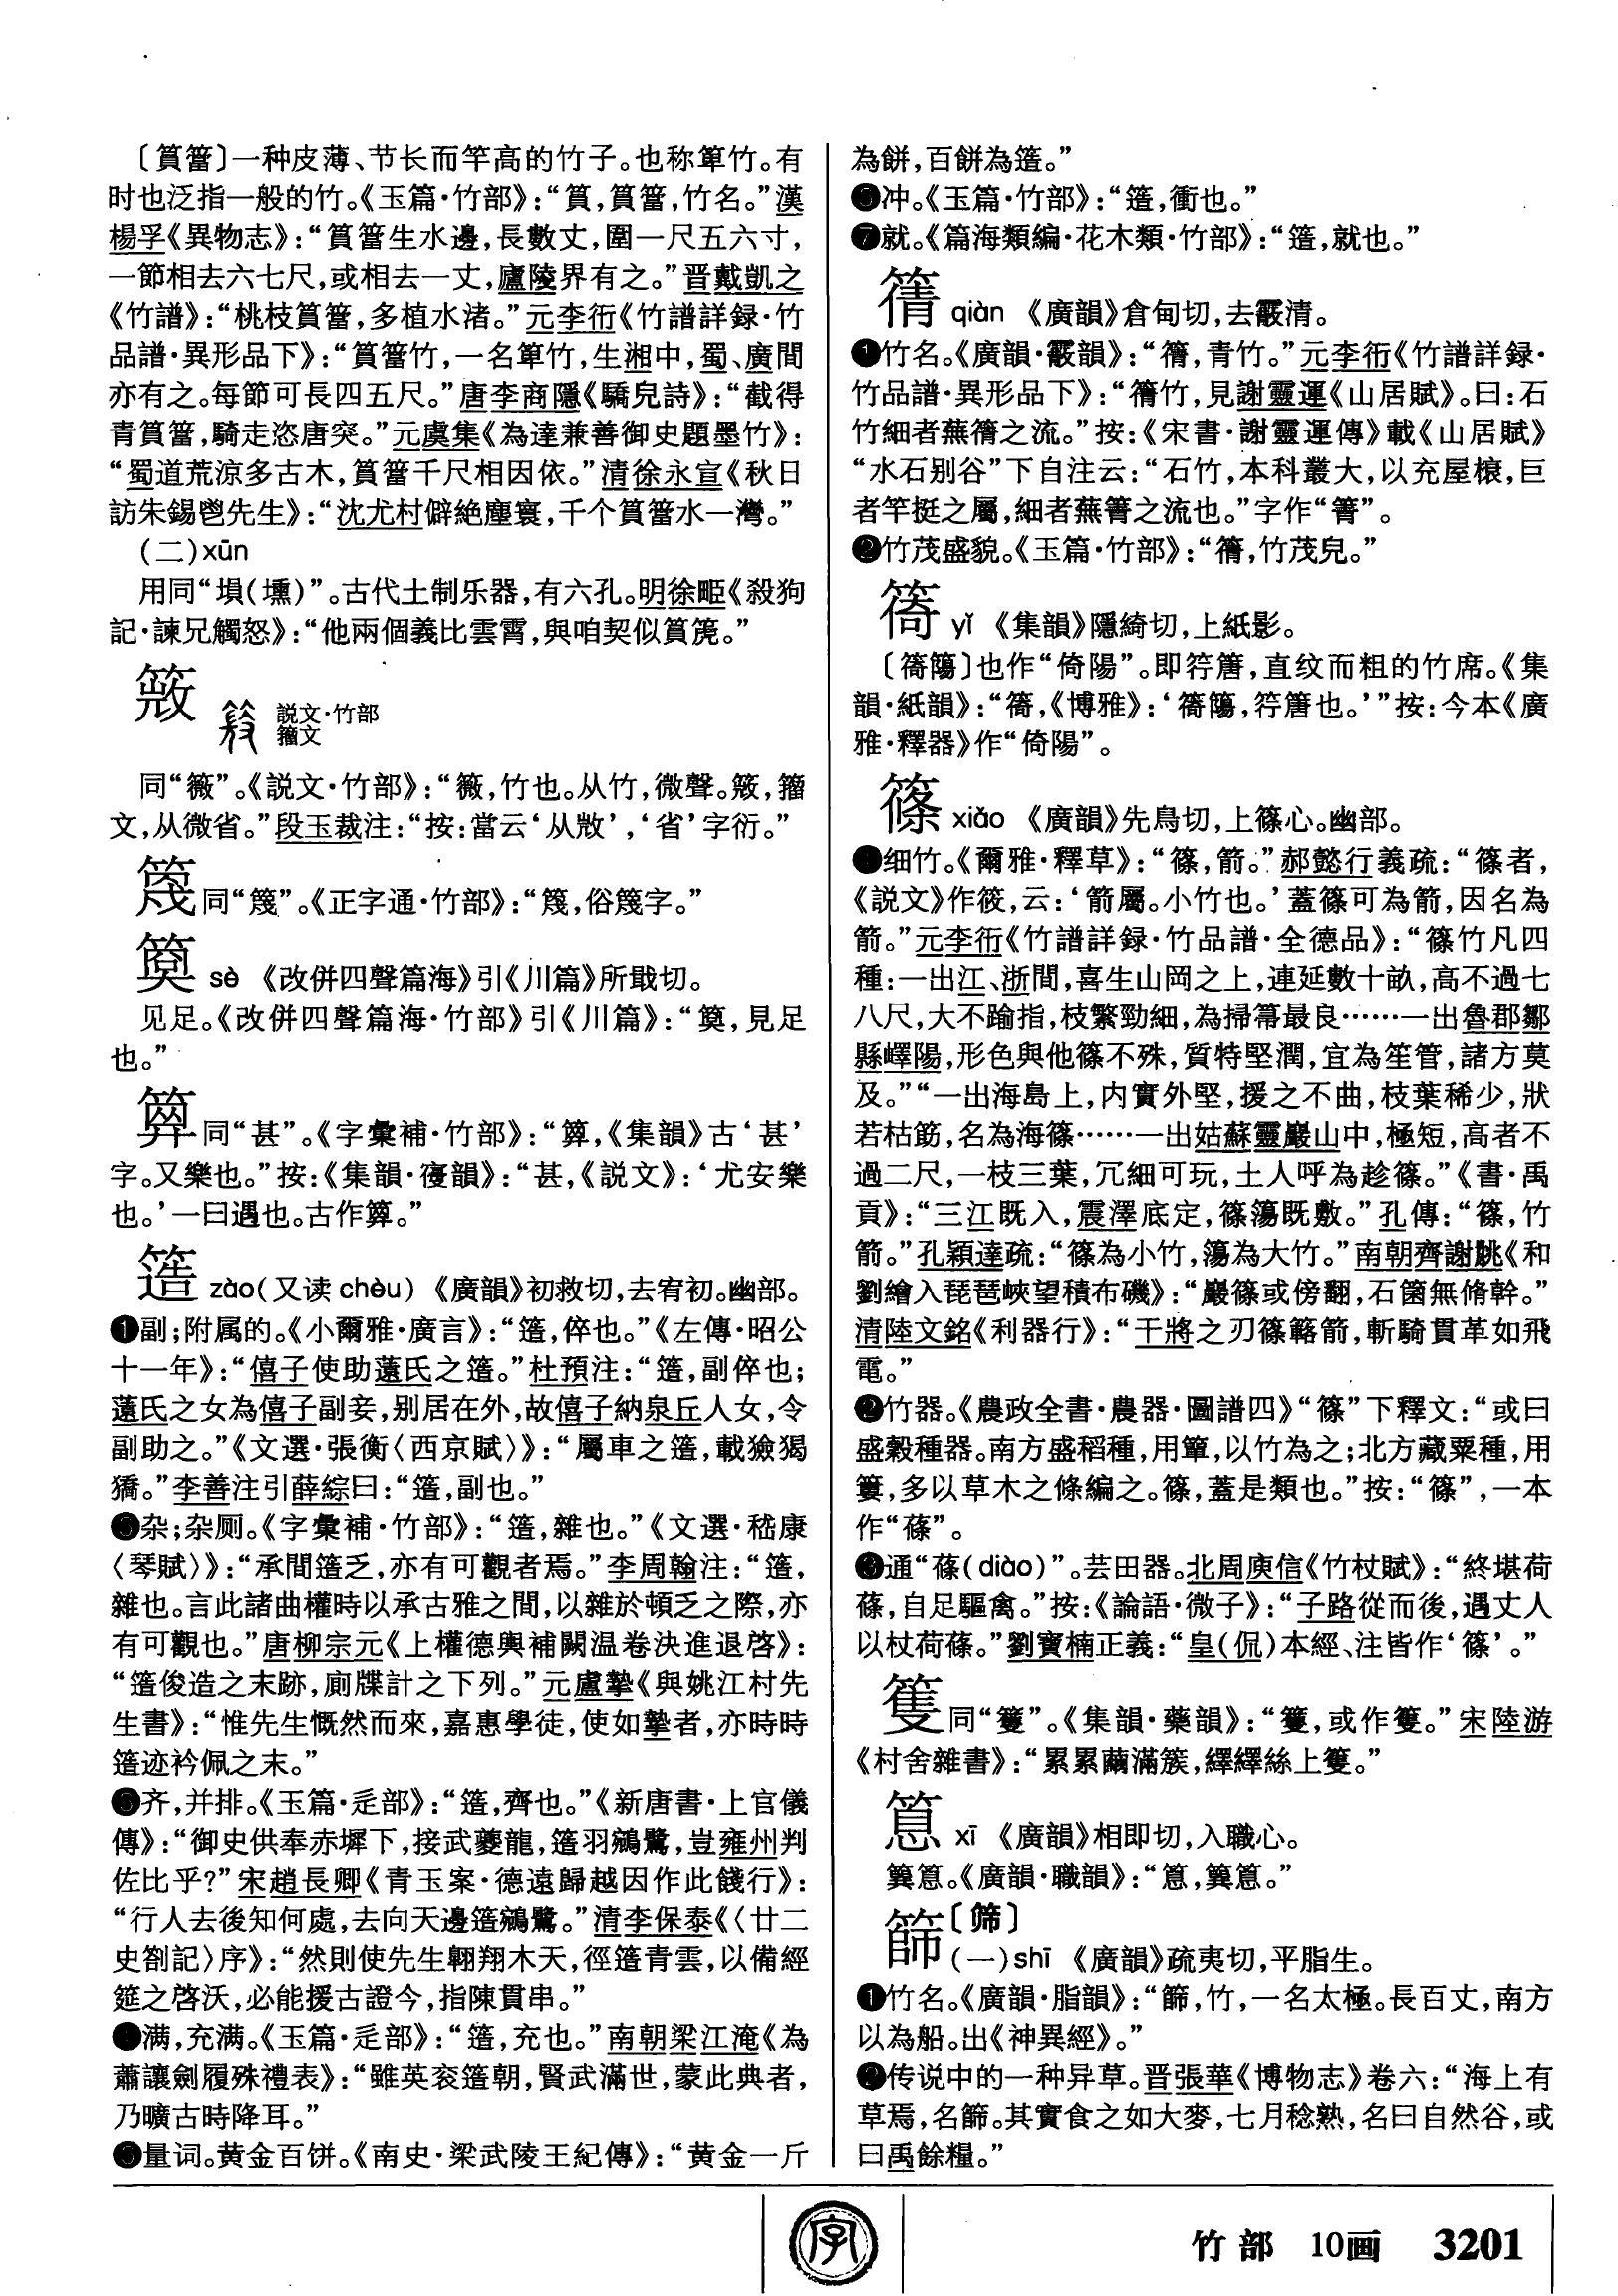 〔篔簹〕一种皮薄、节长而竿高的竹子。也称箪竹。有
时也泛指一般的竹。《玉篇·竹部》：“篔，篔簹，竹名。”漢
楊孚《異物志》：“篔簹生水邊，長數丈，圍一尺五六寸，
一節相去六七尺，或相去一丈，廬陵界有之。”晋戴凱之
《竹譜》：“桃枝篔簹，多植水渚。”元李衎《竹譜詳録·竹
品譜·異形品下》：“篔簹竹，一名箪竹，生湘中，蜀、廣間
亦有之。每節可長四五尺。”唐李商隱《驕兒詩》：“截得
青篔簹，騎走恣唐突。”元虞集《為達兼善御史題墨竹》：
“蜀道荒涼多古木，篔簹千尺相因依。”清徐永宣《秋日
訪朱錫鬯先生》：“沈尤村僻絶塵寰，千个篔簹水一灣。”
(二)xūn
用同“塤(壎)”。古代土制乐器，有六孔。明徐𤱻《殺狗
記·諫兄觸怒》：“他兩個義比雲霄，與咱契似篔箎。”
䉠 説文·竹部
籀文
同“薇”。《説文·竹部》：“薇，竹也。从竹，微聲。䉠，籀
文，从微省。”段玉裁注：“按：當云‘从敚’，‘省’字衍。”
同“篾”。《正字通·竹部》：“，俗篾字。”
sè 《改併四聲篇海》引《川篇》所戢切。
见足。《改併四聲篇海·竹部》引《川篇》：“，見足
也。”
同“甚”。《字彙補·竹部》：“，《集韻》古‘甚’
字。又樂也。”按：《集韻·寑韻》：“甚，《説文》：‘尤安樂
也。’一曰遇也。古作。”
簉 zào(又读chèu) 《廣韻》初救切，去宥初。幽部。
❶副；附属的。《小爾雅·廣言》：“簉，倅也。”《左傳·昭公
十一年》：“僖子使助薳氏之簉。”杜預注：“簉，副倅也；
薳氏之女為僖子副妾，别居在外，故僖子納泉丘人女，令
副助之。”《文選·張衡〈西京賦〉》：“屬車之簉，載獫猲
獢。”李善注引薛綜曰：“簉，副也。”
❷杂；杂厕。《字彙補·竹部》：“簉，雜也。”《文選·嵇康
〈琴賦〉》：“承間簉乏，亦有可觀者焉。”李周翰注：“簉，
雜也。言此諸曲權時以承古雅之間，以雜於頓乏之際，亦
有可觀也。”唐柳宗元《上權德輿補闕温卷決進退啓》：
“簉俊造之末跡，廁牒計之下列。”元盧摯《與姚江村先
生書》：“惟先生慨然而來，嘉惠學徒，使如摯者，亦時時
簉迹衿佩之末。”
❸齐，并排。《玉篇·辵部》：“簉，齊也。”《新唐書·上官儀
傳》：“御史供奉赤墀下，接武夔龍，簉羽鵷鷺，豈雍州判
佐比乎?”宋趙長卿《青玉案·德遠歸越因作此餞行》：
“行人去後知何處，去向天邊簉鵷鷺。”清李保泰《〈廿二
史劄記〉序》：“然則使先生翱翔木天，徑簉青雲，以備經
筵之啓沃，必能援古證今，指陳貫串。”
❹满，充满。《玉篇·辵部》：“簉，充也。”南朝梁江淹《為
蕭讓劍履殊禮表》：“雖英衮簉朝，賢武滿世，蒙此典者，
乃曠古時降耳。”
❺量词。黄金百饼。《南史·梁武陵王紀傳》：“黄金一斤
為餅，百餅為簉。”
❻冲。《玉篇·竹部》：“簉，衝也。”
❼就。《篇海類編·花木類·竹部》：“簉，就也。”
篟 qiàn 《廣韻》倉甸切，去霰清。
❶竹名。《廣韻·霰韻》：“篟，青竹。”元李衎《竹譜詳録·
竹品譜·異形品下》：“篟竹，見謝靈運《山居賦》。曰：石
竹細者蕪篟之流。”按：《宋書·謝靈運傳》載《山居賦》
“水石别谷”下自注云：“石竹，本科叢大，以充屋榱，巨
者竿挺之屬，細者蕪箐之流也。”字作“箐”。
❷竹茂盛貌。《玉篇·竹部》：“篟，竹茂皃。”
yǐ 《集韻》隱綺切，上紙影。
〔䓫〕也作“倚陽”。即筕篖，直纹而粗的竹席。《集
韻·紙韻》：“，《博雅》：‘，筕篖也。’”按：今本《廣
雅·釋器》作“倚陽”。
篠 xiǎo 《廣韻》先鳥切，上篠心。幽部。
❶细竹。《爾雅·釋草》：“篠，箭。”郝懿行義疏：“篠者，
《説文》作筱，云：‘箭屬。小竹也。’蓋篠可為箭，因名為
箭。”元李衎《竹譜詳録·竹品譜·全德品》：“篠竹凡四
種：一出江、浙間，喜生山岡之上，連延數十畝，高不過七
八尺，大不踰指，枝繁勁細，為掃箒最良……一出魯郡鄒
縣嶧陽，形色與他篠不殊，質特堅潤，宜為笙管，諸方莫
及。”“一出海島上，内實外堅，援之不曲，枝葉稀少，狀
若枯筯，名為海篠……一出姑蘇靈巖山中，極短，高者不
過二尺，一枝三葉，冗細可玩，土人呼為趁篠。”《書·禹
貢》：“三江既入，震澤底定，篠簜既敷。”孔傳：“篠，竹
箭。”孔穎達疏：“篠為小竹，簜為大竹。”南朝齊謝朓《和
劉繪入琵琶峽望積布磯》：“巖篠或傍翻，石箘無脩幹。”
清陸文銘《利器行》：“干將之刃篠簵箭，斬騎貫革如飛
電。”
❷竹器。《農政全書·農器·圖譜四》“篠”下釋文：“或曰
盛穀種器。南方盛稻種，用簞，以竹為之；北方藏粟種，用
簍，多以草木之條編之。篠，蓋是類也。”按：“篠”，一本
作“蓧”。
❸通“蓧(diào)”。芸田器。北周庾信《竹杖賦》：“終堪荷
蓧，自足驅禽。”按：《論語·微子》：“子路從而後，遇丈人
以杖荷蓧。”劉寶楠正義：“皇(侃)本經、注皆作‘篠’。”
篗同“籰”。《集韻·藥韻》：“籰，或作篗。”宋陸游
《村舍雜書》：“累累繭滿簇，繹繹絲上篗。”
䈢 xī 《廣韻》相即切，入職心。
簨䈢。《廣韻·職韻》：“䈢，簨䈢。”
篩〔筛〕
(一)shī 《廣韻》疏夷切，平脂生。
❶竹名。《廣韻·脂韻》：“篩，竹，一名太極。長百丈，南方
以為船。出《神異經》。”
❷传说中的一种异草。晋張華《博物志》卷六：“海上有
草焉，名篩。其實食之如大麥，七月稔熟，名曰自然谷，或
曰禹餘糧。”
字
竹部 10画 3201